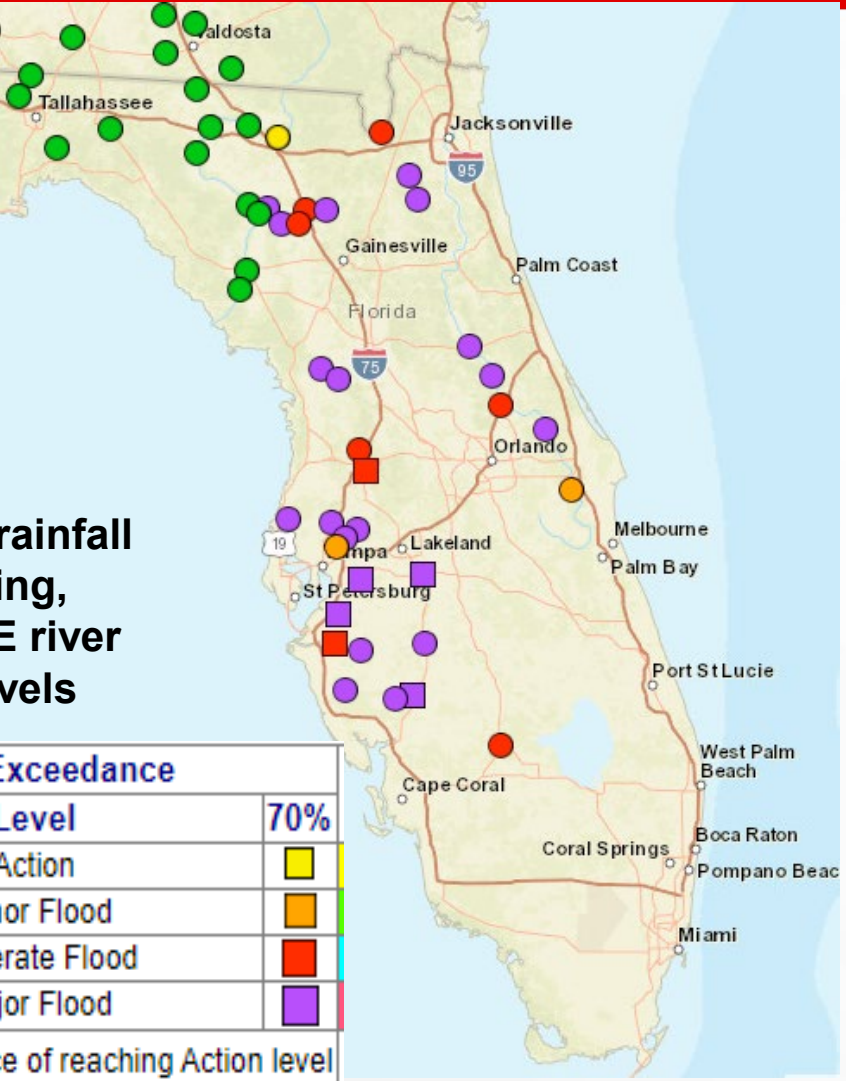 aldosta
Tallahassee
Jacksonville
95
Gainesville
Palm Coast
Florida
75
Orlando
rainfall
ing,
E river
vels
19
mpa
Lakeland
Melbourne
Palm Bay
St Petersburg
Port St Lucie
West Palm
Beach
Cape Coral
Boca Raton
Coral Springs
Pompano Beac
Miami
Exceedance
Level 70%
Action
nor Flood
erate Flood
jor Flood
ce of reaching Action level